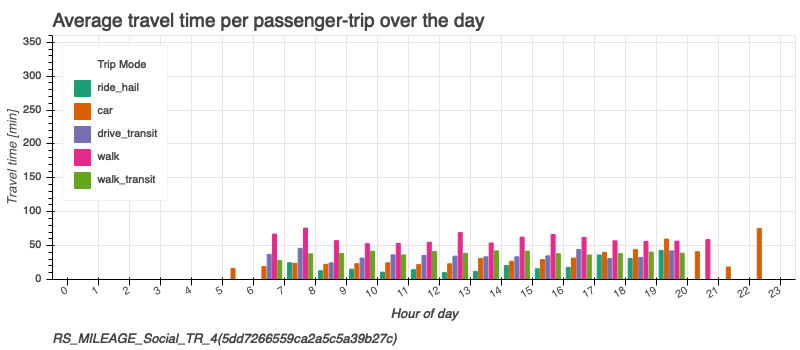 Average travel time per passenger-trip over the day
350
300
250
200
150
100
50
0
Travel time [min]
Trip Mode
ride_hail
car
drive_transit
walk
walk_transit
0 1 2 3 4 5 6 7 8 9 10 11 12 13 14 15 16 17 18 19 20 21 22 23
Hour of day
RS_MILEAGE_Social_TR_4(5dd7266559ca2a5c5a39b27c)